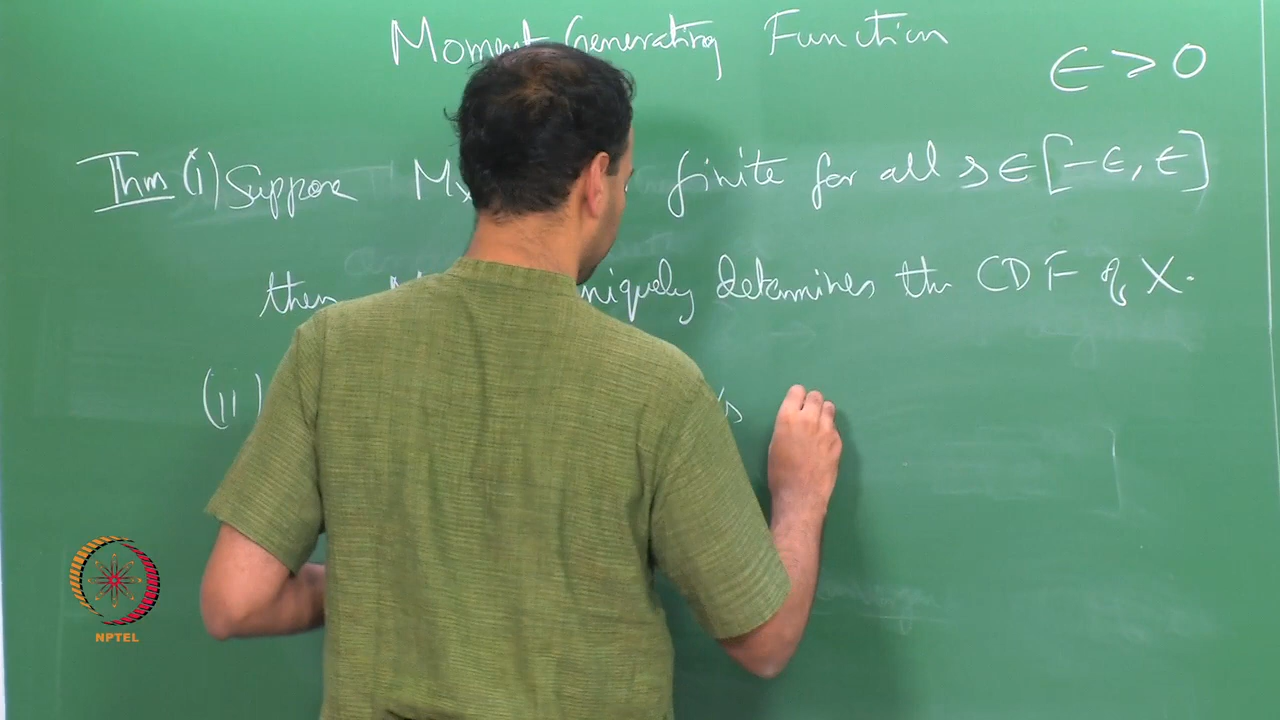 Moment Generating Function
ϵ > 0
Thm (i) Suppose M finite for all s ∈ [-ϵ, ϵ]
then uniquely determines the CDF of X.
(ii)
NPTEL